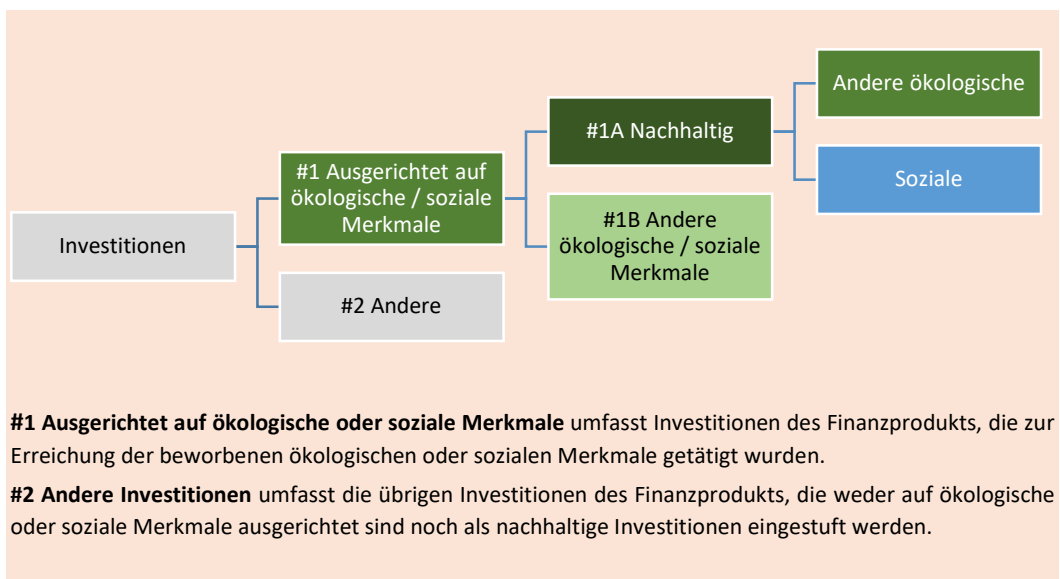 Investitionen
#1 Ausgerichtet auf
ökologische / soziale
Merkmale
#2 Andere
#1A Nachhaltig
#1B Andere
ökologische / soziale
Merkmale
Andere ökologische
Soziale
#1 Ausgerichtet auf ökologische oder soziale Merkmale umfasst Investitionen des Finanzprodukts, die zur
Erreichung der beworbenen ökologischen oder sozialen Merkmale getätigt wurden.
#2 Andere Investitionen umfasst die übrigen Investitionen des Finanzprodukts, die weder auf ökologische
oder soziale Merkmale ausgerichtet sind noch als nachhaltige Investitionen eingestuft werden.